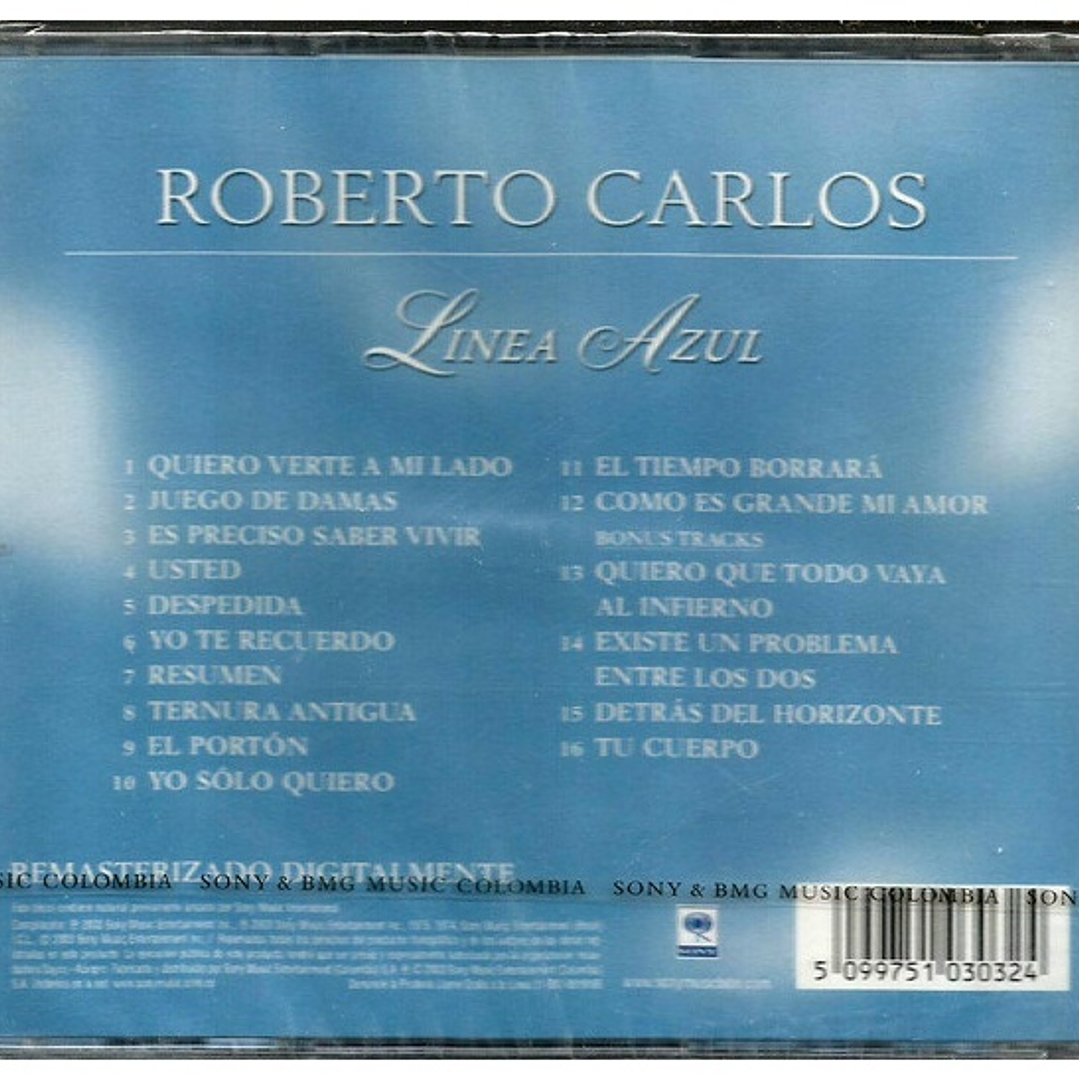 ROBERTO CARLOS
LINEA AZUL
1 QUIERO VERTE A MI LADO
2 JUEGO DE DAMAS
3 ES PRECISO SABER VIVIR
4 USTED
5 DESPEDIDA
6 YO TE RECUERDO
7 RESUMEN
8 TERNURA ANTIGUA
9 EL PORTÓN
10 YO SÓLO QUIERO
11 EL TIEMPO BORRARÁ
12 COMO ES GRANDE MI AMOR
BONUS TRACKS
13 QUIERO QUE TODO VAYA
AL INFIERNO
14 EXISTE UN PROBLEMA
ENTRE LOS DOS
15 DETRÁS DEL HORIZONTE
16 TU CUERPO
REMASTERIZADO DIGITALMENTE
SIC COLOMBIA SONY & BMG MUSIC COLOMBIA SONY & BMG MUSIC COLOMBIA SON
SONY
5 099751 030324